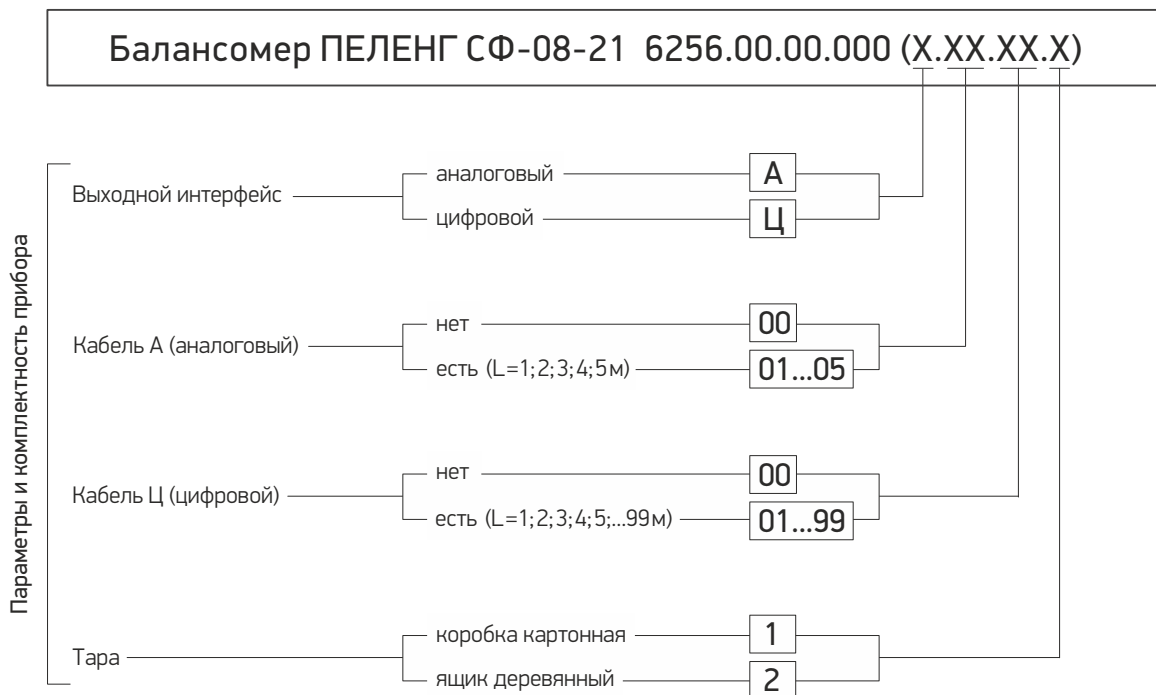 Балансомер ПЕЛЕНГ СФ-08-21 6256.00.00.000 (Х.ХХ.ХХ.Х)
Параметры и комплектность прибора
Выходной интерфейс
аналоговый
А
цифровой
Ц
Кабель А (аналоговый)
нет
00
есть (L=1;2;3;4;5м)
01...05
Кабель Ц (цифровой)
нет
00
есть (L=1;2;3;4;5;...99м)
01...99
Тара
коробка картонная
1
ящик деревянный
2